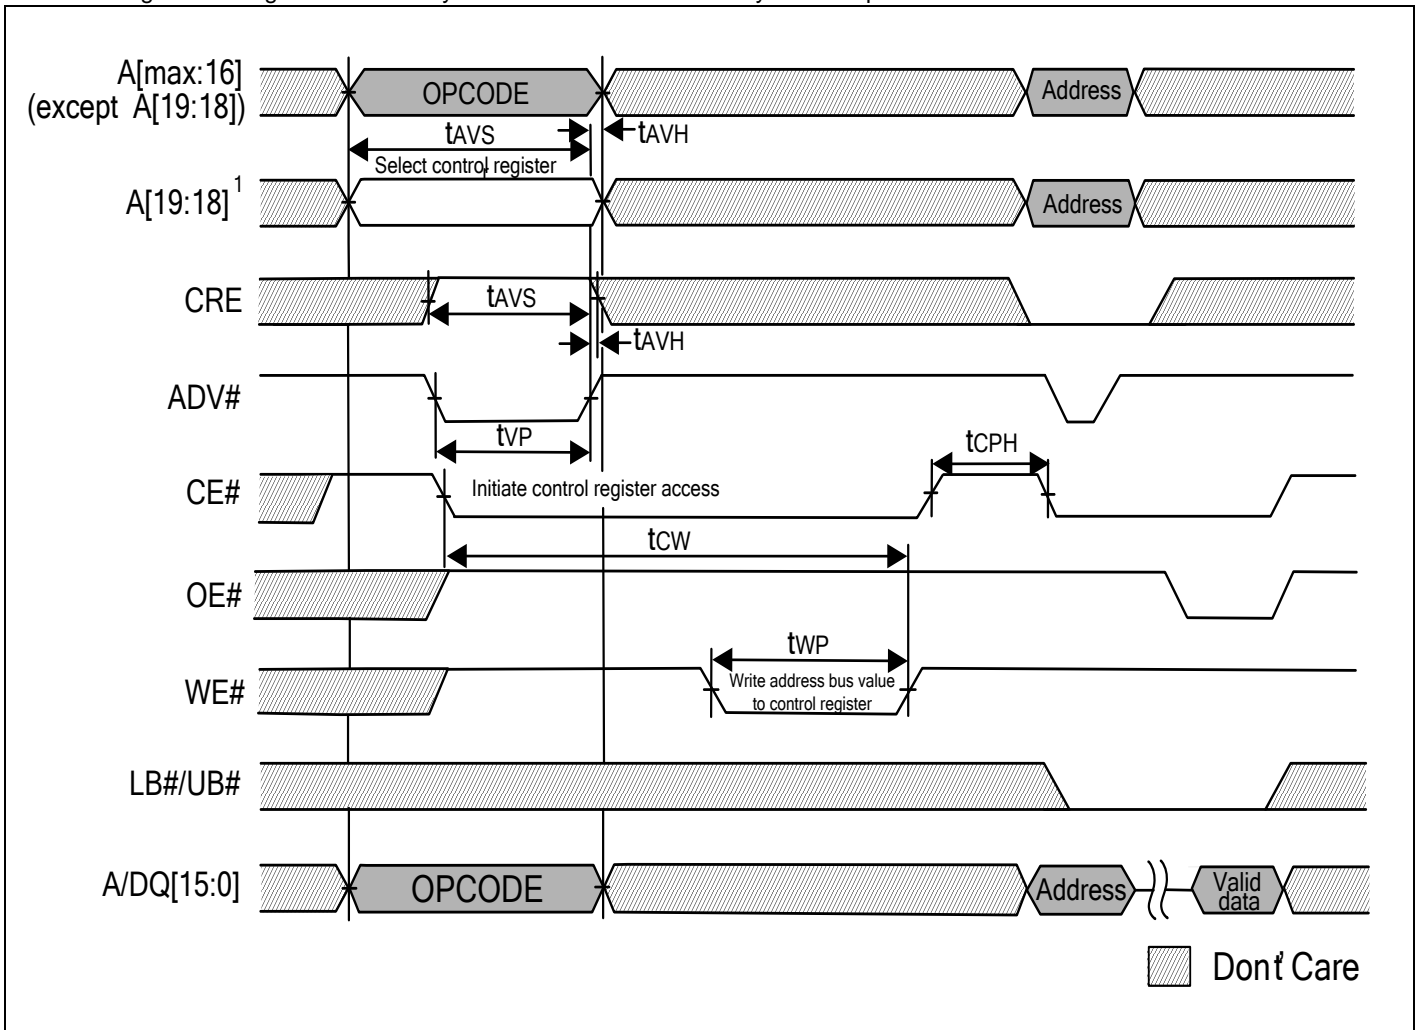 A[max:16]
(except A[19:18])
OPCODE
Address
tAVS
tAVH
Select control register
A[19:18] 1
Address
CRE
tAVS
tAVH
ADV#
tVP
tCPH
CE#
Initiate control register access
tCW
OE#
tWP
WE#
Write address bus value
to control register
LB#/UB#
A/DQ[15:0]
OPCODE
Address
Valid
data
Don't Care